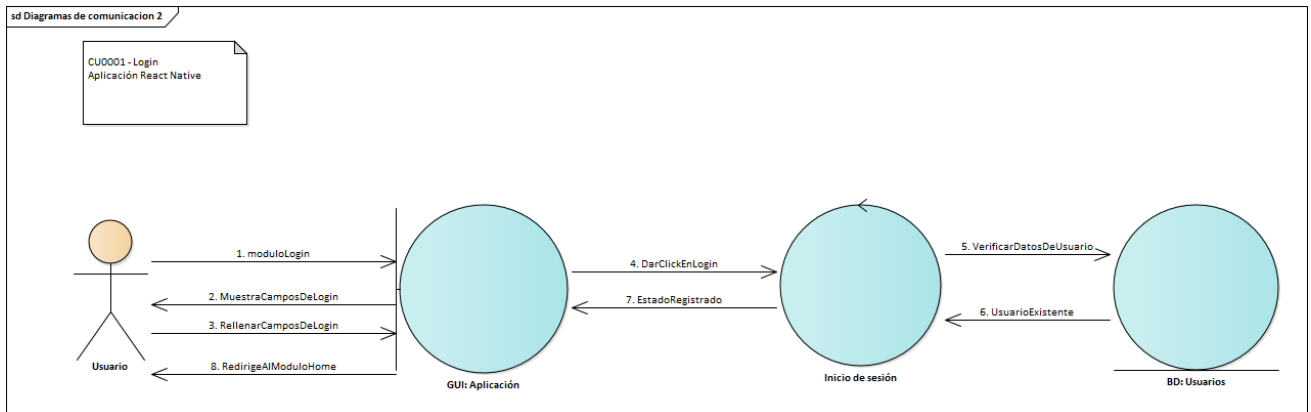 sd Diagramas de comunicacion 2
CU0001 - Login
Aplicación React Native
1. moduloLogin
2. MuestraCamposDeLogin
3. RellenarCamposDeLogin
8. RedirigeAlModuloHome
Usuario
GUI: Aplicación
4. DarClickEnLogin
7. EstadoRegistrado
Inicio de sesión
5. VerificarDatosDeUsuario
6. UsuarioExistente
BD: Usuarios